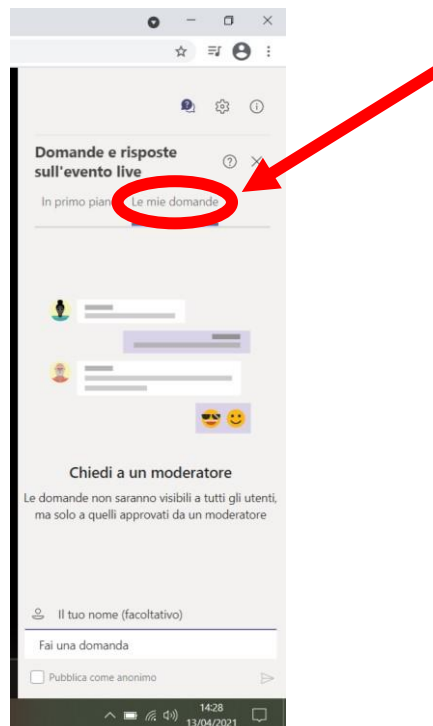 Domande e risposte
sull'evento live
In primo pian Le mie domande
Chiedi a un moderatore
Le domande non saranno visibili a tutti gli utenti,
ma solo a quelli approvati da un moderatore
Il tuo nome (facoltativo)
Fai una domanda
Pubblica come anonimo
14:28
13/04/2021